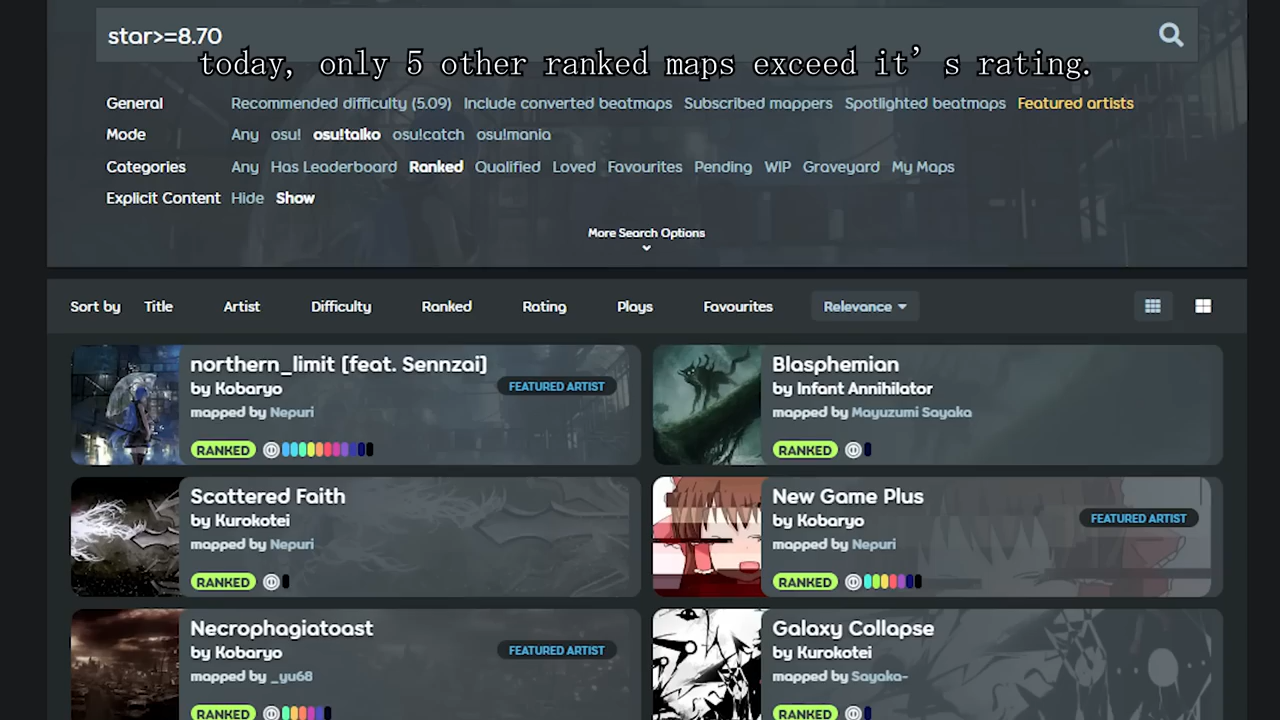 star>=8.70
today, only 5 other ranked maps exceed it’s rating.
General Recommended difficulty (5.09) Include converted beatmaps Subscribed mappers Spotlighted beatmaps Featured artists
Mode Any osu! osu!taiko osu!catch osu!mania
Categories Any Has Leaderboard Ranked Qualified Loved Favourites Pending WIP Graveyard My Maps
Explicit Content Hide Show
More Search Options
Sort by Title Artist Difficulty Ranked Rating Plays Favourites Relevance
northern_limit [feat. Sennzai]
by Kobaryo
FEATURED ARTIST
mapped by Nepuri
RANKED
Blasphemian
by Infant Annihilator
mapped by Mayuzumi Sayaka
RANKED
Scattered Faith
by Kurokotei
mapped by Nepuri
RANKED
New Game Plus
by Kobaryo
FEATURED ARTIST
mapped by Nepuri
RANKED
Necrophagiatoast
by Kobaryo
FEATURED ARTIST
mapped by _yu68
RANKED
Galaxy Collapse
by Kurokotei
mapped by Sayaka-
RANKED